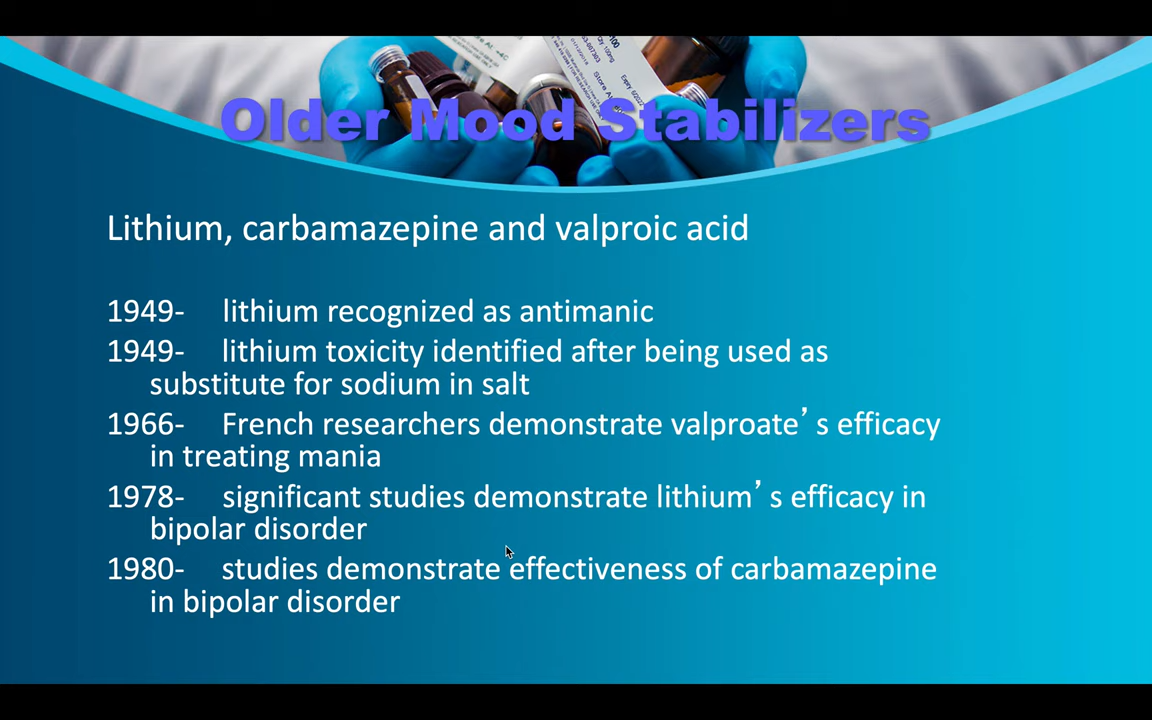 Older Mood Stabilizers
Lithium, carbamazepine and valproic acid
1949- lithium recognized as antimanic
1949- lithium toxicity identified after being used as
substitute for sodium in salt
1966- French researchers demonstrate valproate’s efficacy
in treating mania
1978- significant studies demonstrate lithium’s efficacy in
bipolar disorder
1980- studies demonstrate effectiveness of carbamazepine
in bipolar disorder